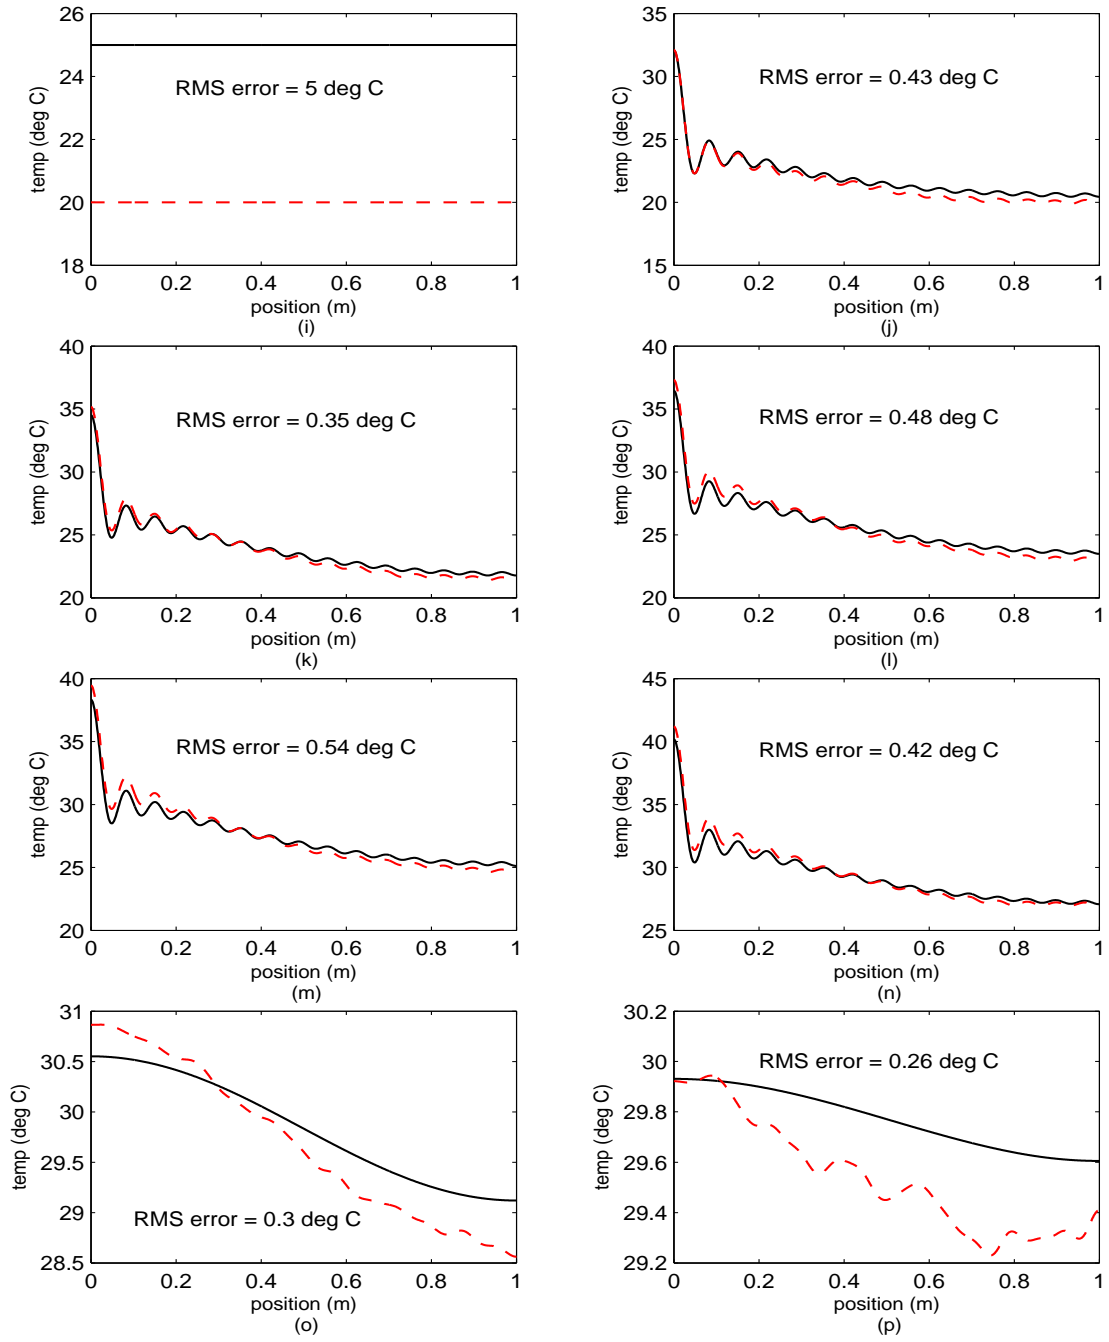 26
24
22
20
18
temp (deg C)
RMS error = 5 deg C
0 0.2 0.4 0.6 0.8 1
position (m)
(i)
35
30
25
20
15
temp (deg C)
RMS error = 0.43 deg C
0 0.2 0.4 0.6 0.8 1
position (m)
(j)
40
35
30
25
20
temp (deg C)
RMS error = 0.35 deg C
0 0.2 0.4 0.6 0.8 1
position (m)
(k)
40
35
30
25
20
temp (deg C)
RMS error = 0.48 deg C
0 0.2 0.4 0.6 0.8 1
position (m)
(l)
40
35
30
25
20
temp (deg C)
RMS error = 0.54 deg C
0 0.2 0.4 0.6 0.8 1
position (m)
(m)
45
40
35
30
25
temp (deg C)
RMS error = 0.42 deg C
0 0.2 0.4 0.6 0.8 1
position (m)
(n)
31
30.5
30
29.5
29
28.5
temp (deg C)
RMS error = 0.3 deg C
0 0.2 0.4 0.6 0.8 1
position (m)
(o)
30.2
30
29.8
29.6
29.4
29.2
temp (deg C)
RMS error = 0.26 deg C
0 0.2 0.4 0.6 0.8 1
position (m)
(p)